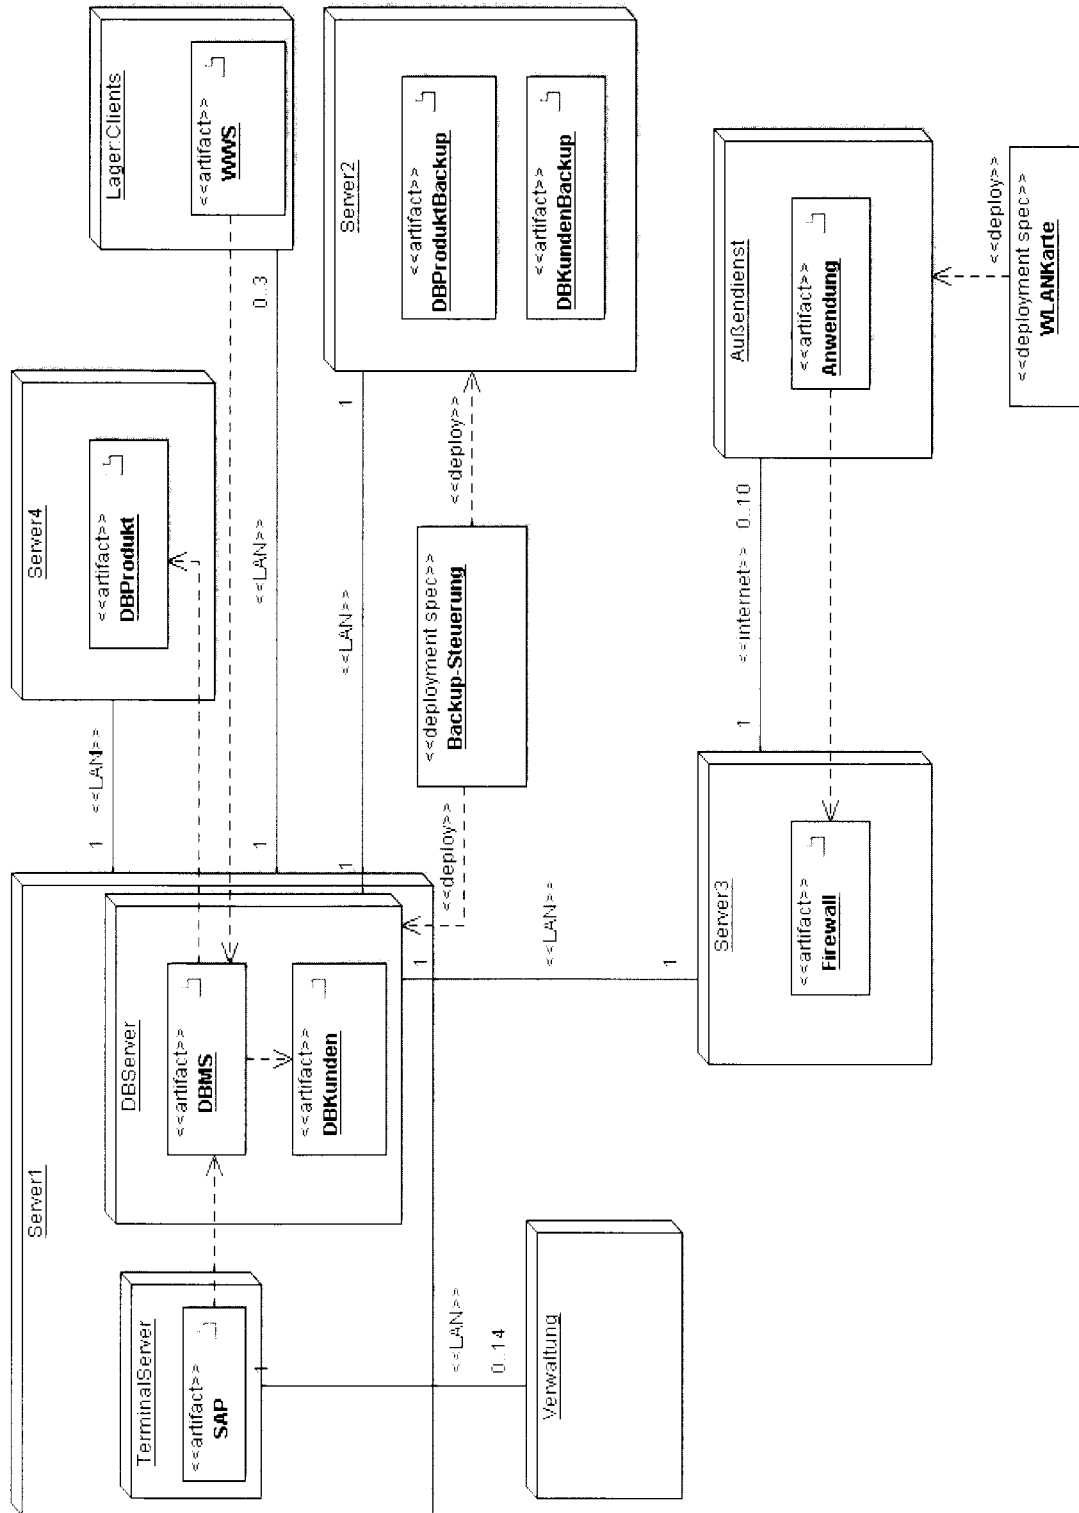 Server1
TerminalServer
<<artifact>>
SAP
DBServer
<<artifact>>
DBMS
<<artifact>>
DBKunden
1
<<LAN>>
0..14
Verwaltung
1
<<LAN>>
Server4
<<artifact>>
DBProdukt
1
<<LAN>>
0..3
Lager:Clients
<<artifact>>
WWS
1
<<LAN>>
1
Server2
<<artifact>>
DBProduktBackup
<<artifact>>
DBKundenBackup
<<deploy>>
<<deployment spec>>
Backup-Steuerung
<<deploy>>
1
<<LAN>>
1
Server3
<<artifact>>
Firewall
1
<<internet>>
0..10
Außendienst
<<artifact>>
Anwendung
<<deploy>>
<<deployment spec>>
WLANKarte